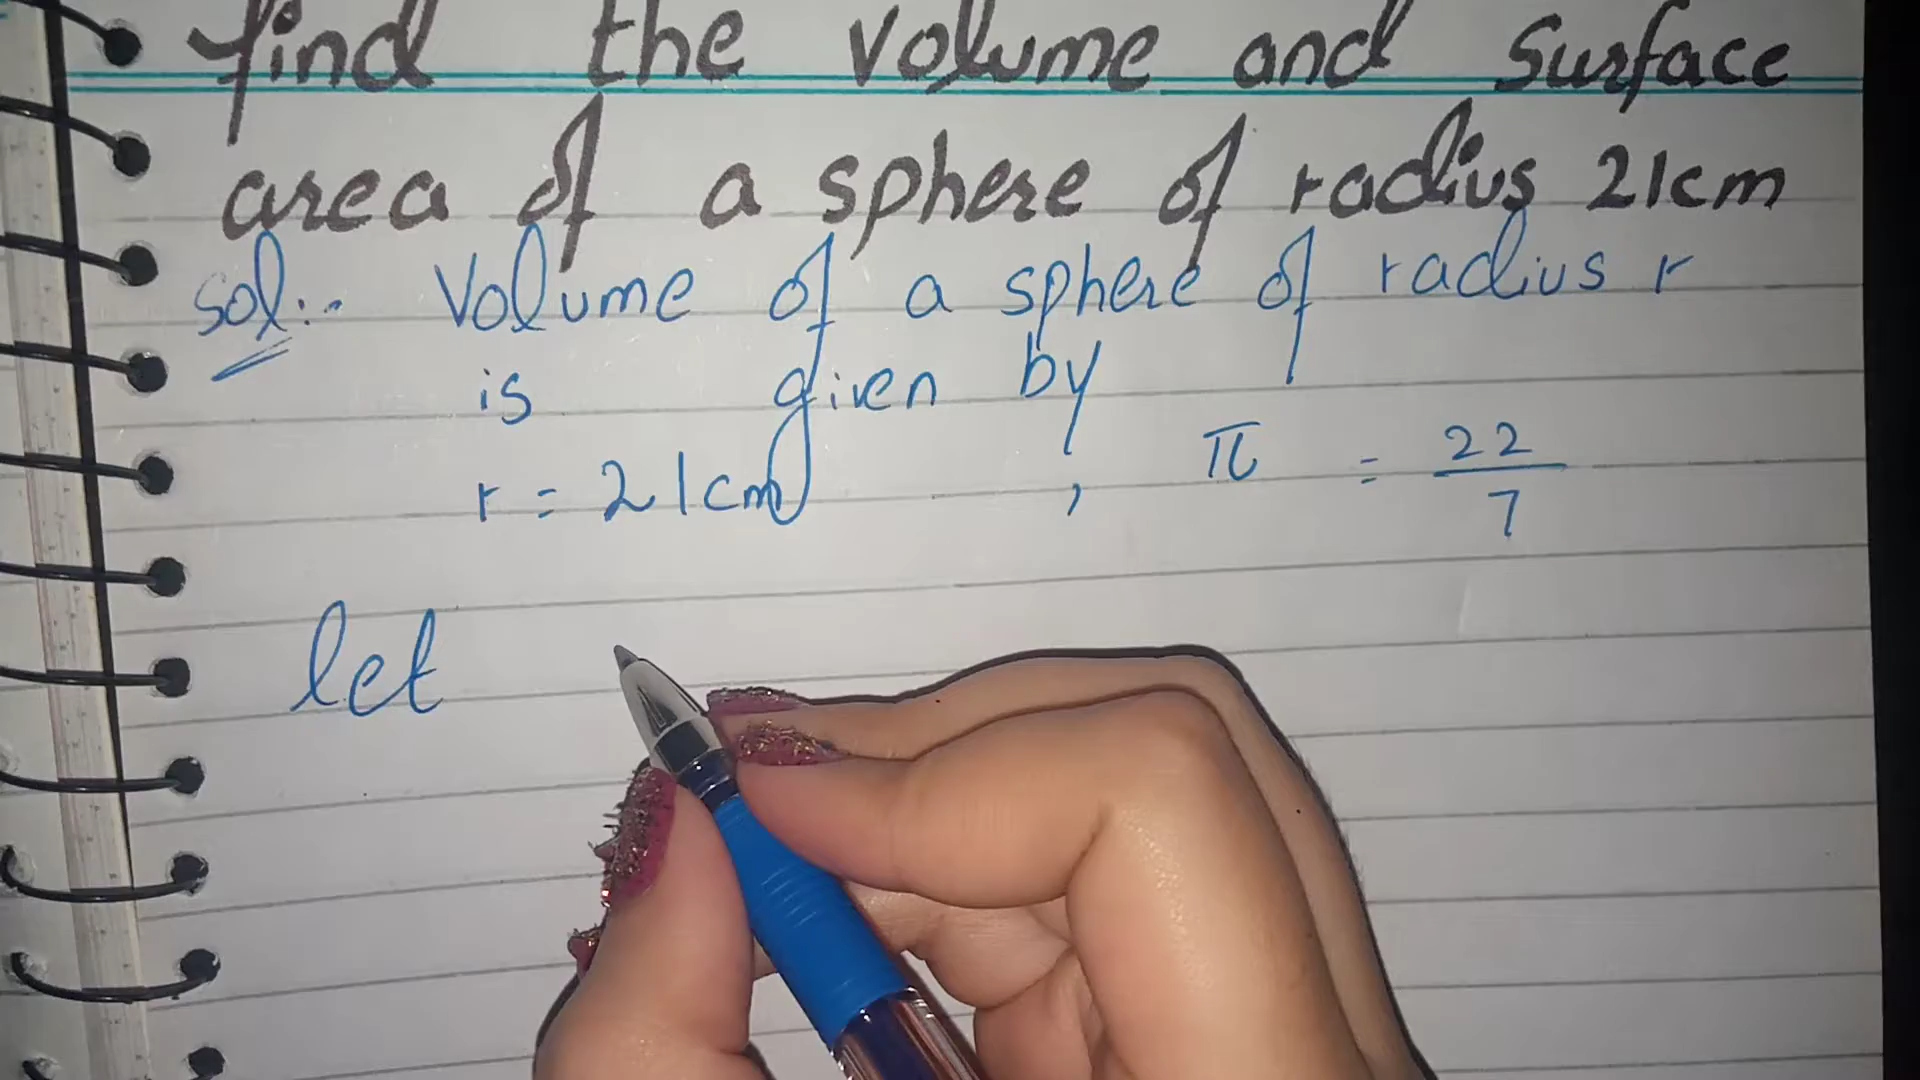 find the volume and surface
area of a sphere of radius 21cm
sol:- Volume of a sphere of radius r
is given by
r = 21cm , π = 22/7
let